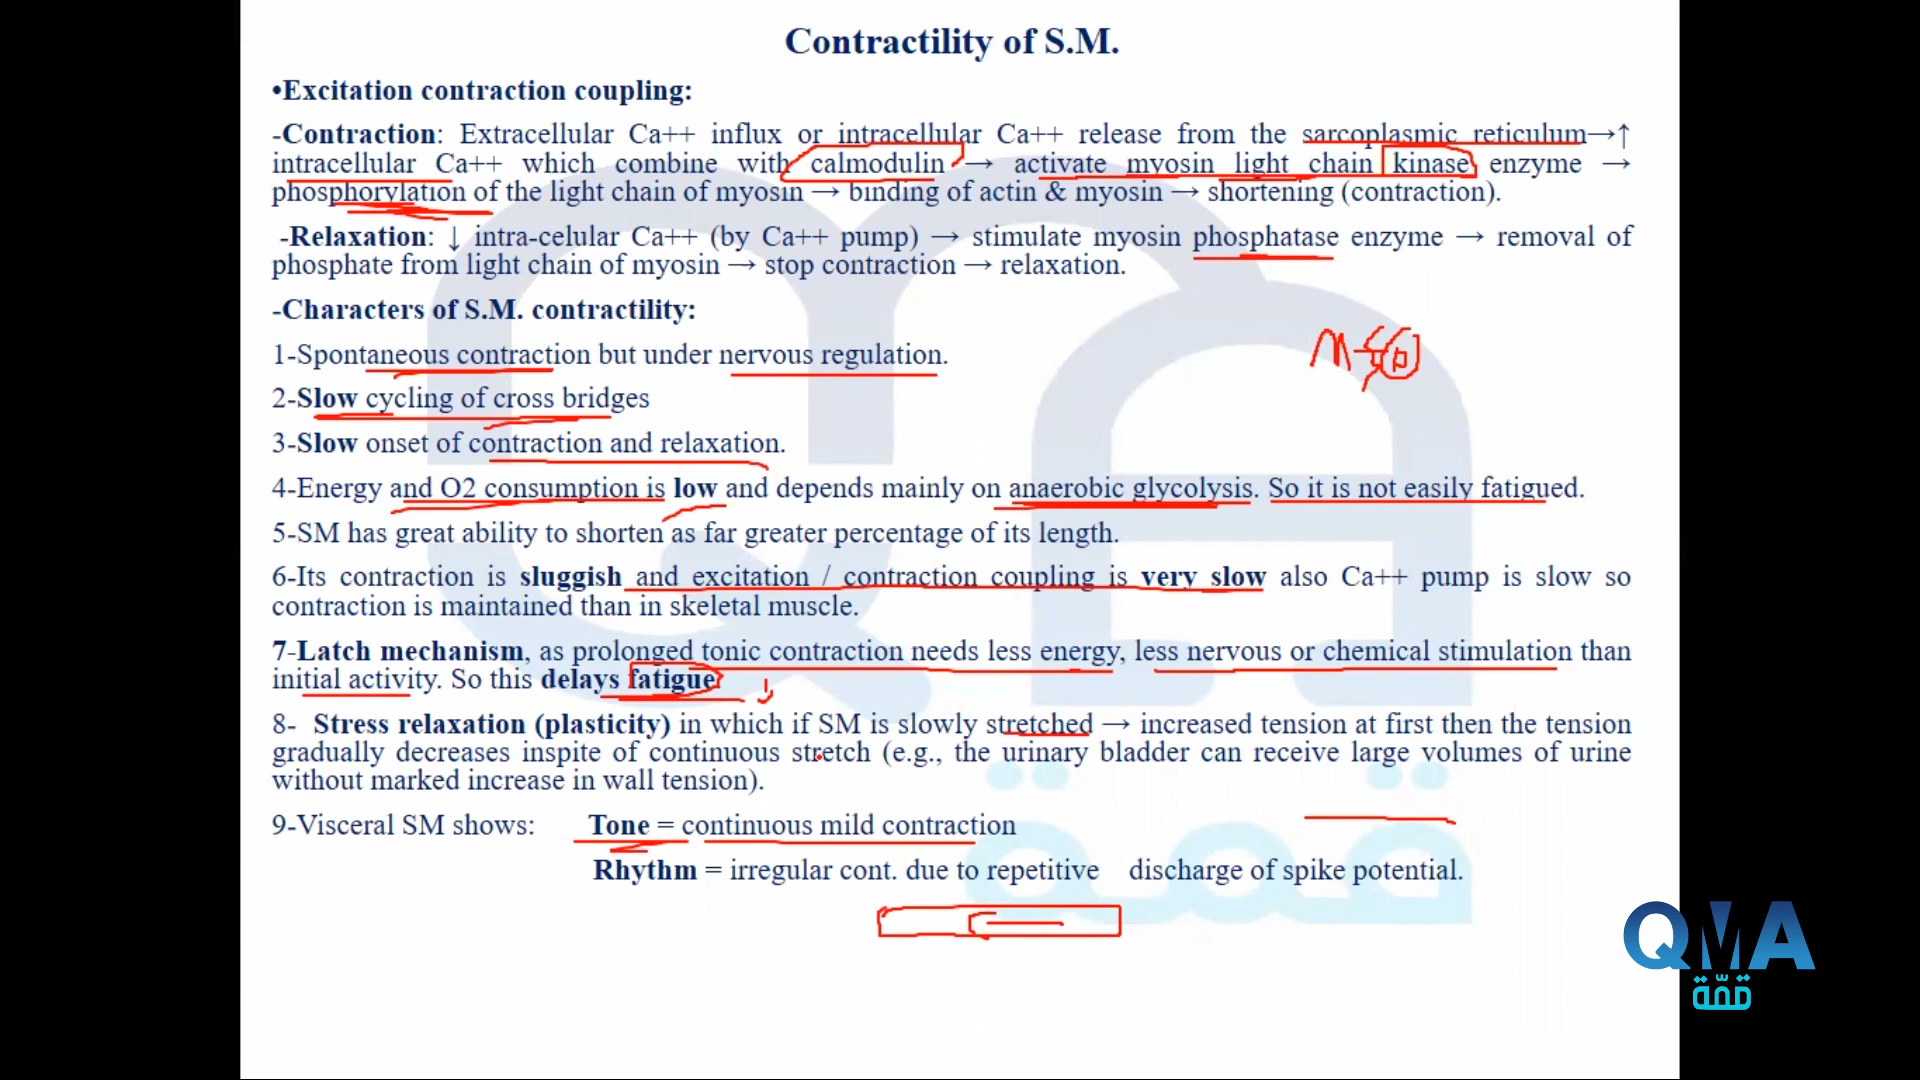 Contractility of S.M.
•Excitation contraction coupling:
-Contraction: Extracellular Ca++ influx or intracellular Ca++ release from the sarcoplasmic reticulum→↑
intracellular Ca++ which combine with calmodulin → activate myosin light chain kinase enzyme →
phosphorylation of the light chain of myosin → binding of actin & myosin → shortening (contraction).
-Relaxation: ↓ intra-celular Ca++ (by Ca++ pump) → stimulate myosin phosphatase enzyme → removal of
phosphate from light chain of myosin → stop contraction → relaxation.
-Characters of S.M. contractility:
1-Spontaneous contraction but under nervous regulation.
2-Slow cycling of cross bridges
3-Slow onset of contraction and relaxation.
4-Energy and O2 consumption is low and depends mainly on anaerobic glycolysis. So it is not easily fatigued.
5-SM has great ability to shorten as far greater percentage of its length.
6-Its contraction is sluggish and excitation / contraction coupling is very slow also Ca++ pump is slow so
contraction is maintained than in skeletal muscle.
7-Latch mechanism, as prolonged tonic contraction needs less energy, less nervous or chemical stimulation than
initial activity. So this delays fatigue.
8- Stress relaxation (plasticity) in which if SM is slowly stretched → increased tension at first then the tension
gradually decreases inspite of continuous stretch (e.g., the urinary bladder can receive large volumes of urine
without marked increase in wall tension).
9-Visceral SM shows: Tone = continuous mild contraction
Rhythm = irregular cont. due to repetitive discharge of spike potential.
QMA
قمّة
قمة